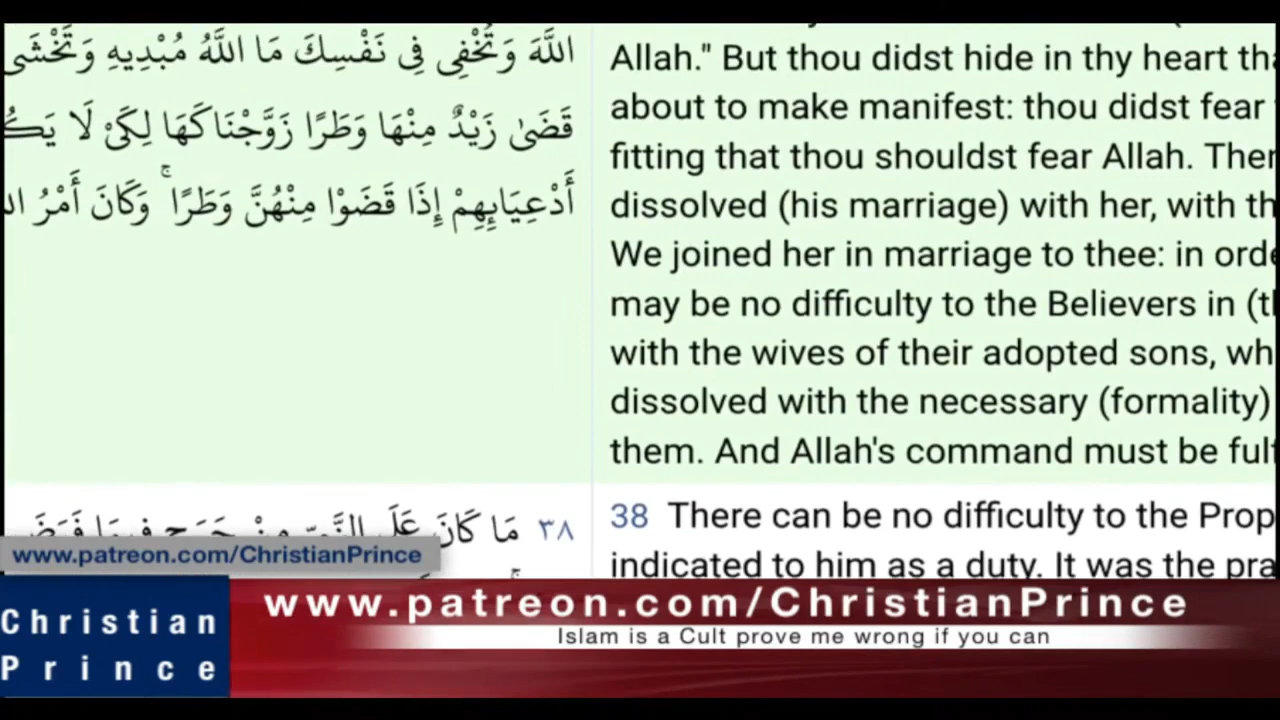 اللَّهَ وَتُخْفِى فِى نَفْسِكَ مَا اللَّهُ مُبْدِيهِ وَتَخْشَى
قَضَىٰ زَيْدٌ مِنْهَا وَطَرًا زَوَّجْنَاكَهَا لِكَىْ لَا
أَدْعِيَايِٕهِمْ إِذَا قَضَوْا مِنْهُنَّ وَطَرًا ۚ وَكَانَ أَمْرُ
Allah." But thou didst hide in thy heart
about to make manifest: thou didst fear
fitting that thou shouldst fear Allah.
dissolved (his marriage) with her, with
We joined her in marriage to thee: in
may be no difficulty to the Believers in
with the wives of their adopted sons,
dissolved with the necessary (formality)
them. And Allah's command must be
٣٨ مَا كَانَ عَلَى
38 There can be no difficulty to the
indicated to him as a duty. It was the
www.patreon.com/ChristianPrince
Christian
Prince
www.patreon.com/ChristianPrince
Islam is a Cult prove me wrong if you can